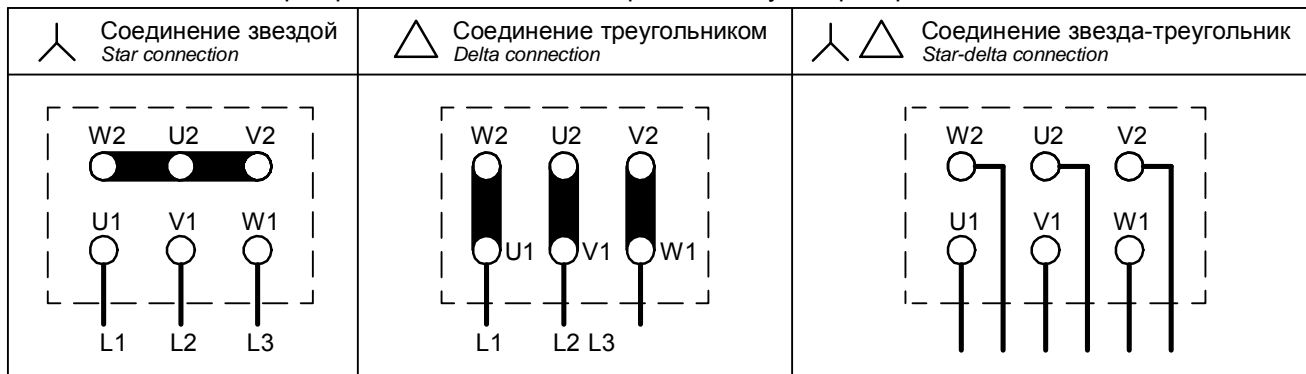 Соединение звездой
Star connection
Соединение треугольником
Delta connection
Соединение звезда-треугольник
Star-delta connection
W2 U2 V2
U1 V1 W1
L1 L2 L3
W2 U2 V2
U1 V1 W1
L1 L2 L3
W2 U2 V2
U1 V1 W1